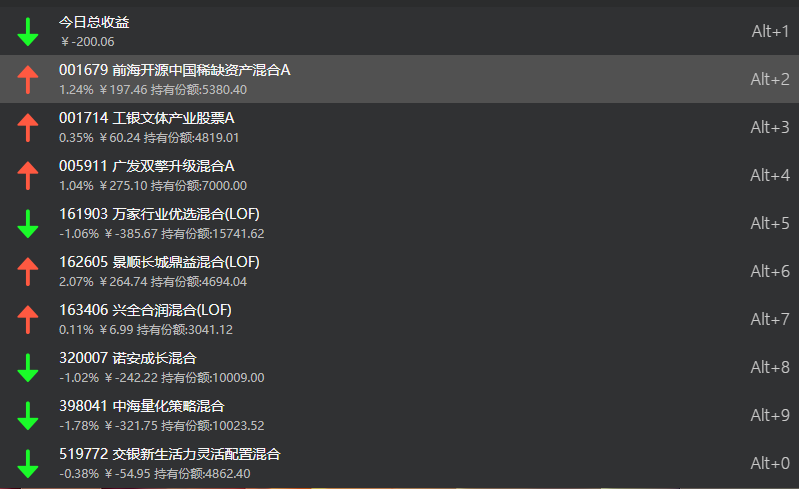 今日总收益
￥-200.06
Alt+1
001679 前海开源中国稀缺资产混合A
1.24% ￥197.46 持有份额:5380.40
Alt+2
001714 工银文体产业股票A
0.35% ￥60.24 持有份额:4819.01
Alt+3
005911 广发双擎升级混合A
1.04% ￥275.10 持有份额:7000.00
Alt+4
161903 万家行业优选混合(LOF)
-1.06% ￥-385.67 持有份额:15741.62
Alt+5
162605 景顺长城鼎益混合(LOF)
2.07% ￥264.74 持有份额:4694.04
Alt+6
163406 兴全合润混合(LOF)
0.11% ￥6.99 持有份额:3041.12
Alt+7
320007 诺安成长混合
-1.02% ￥-242.22 持有份额:10009.00
Alt+8
398041 中海量化策略混合
-1.78% ￥-321.75 持有份额:10023.52
Alt+9
519772 交银新生活力灵活配置混合
-0.38% ￥-54.95 持有份额:4862.40
Alt+0